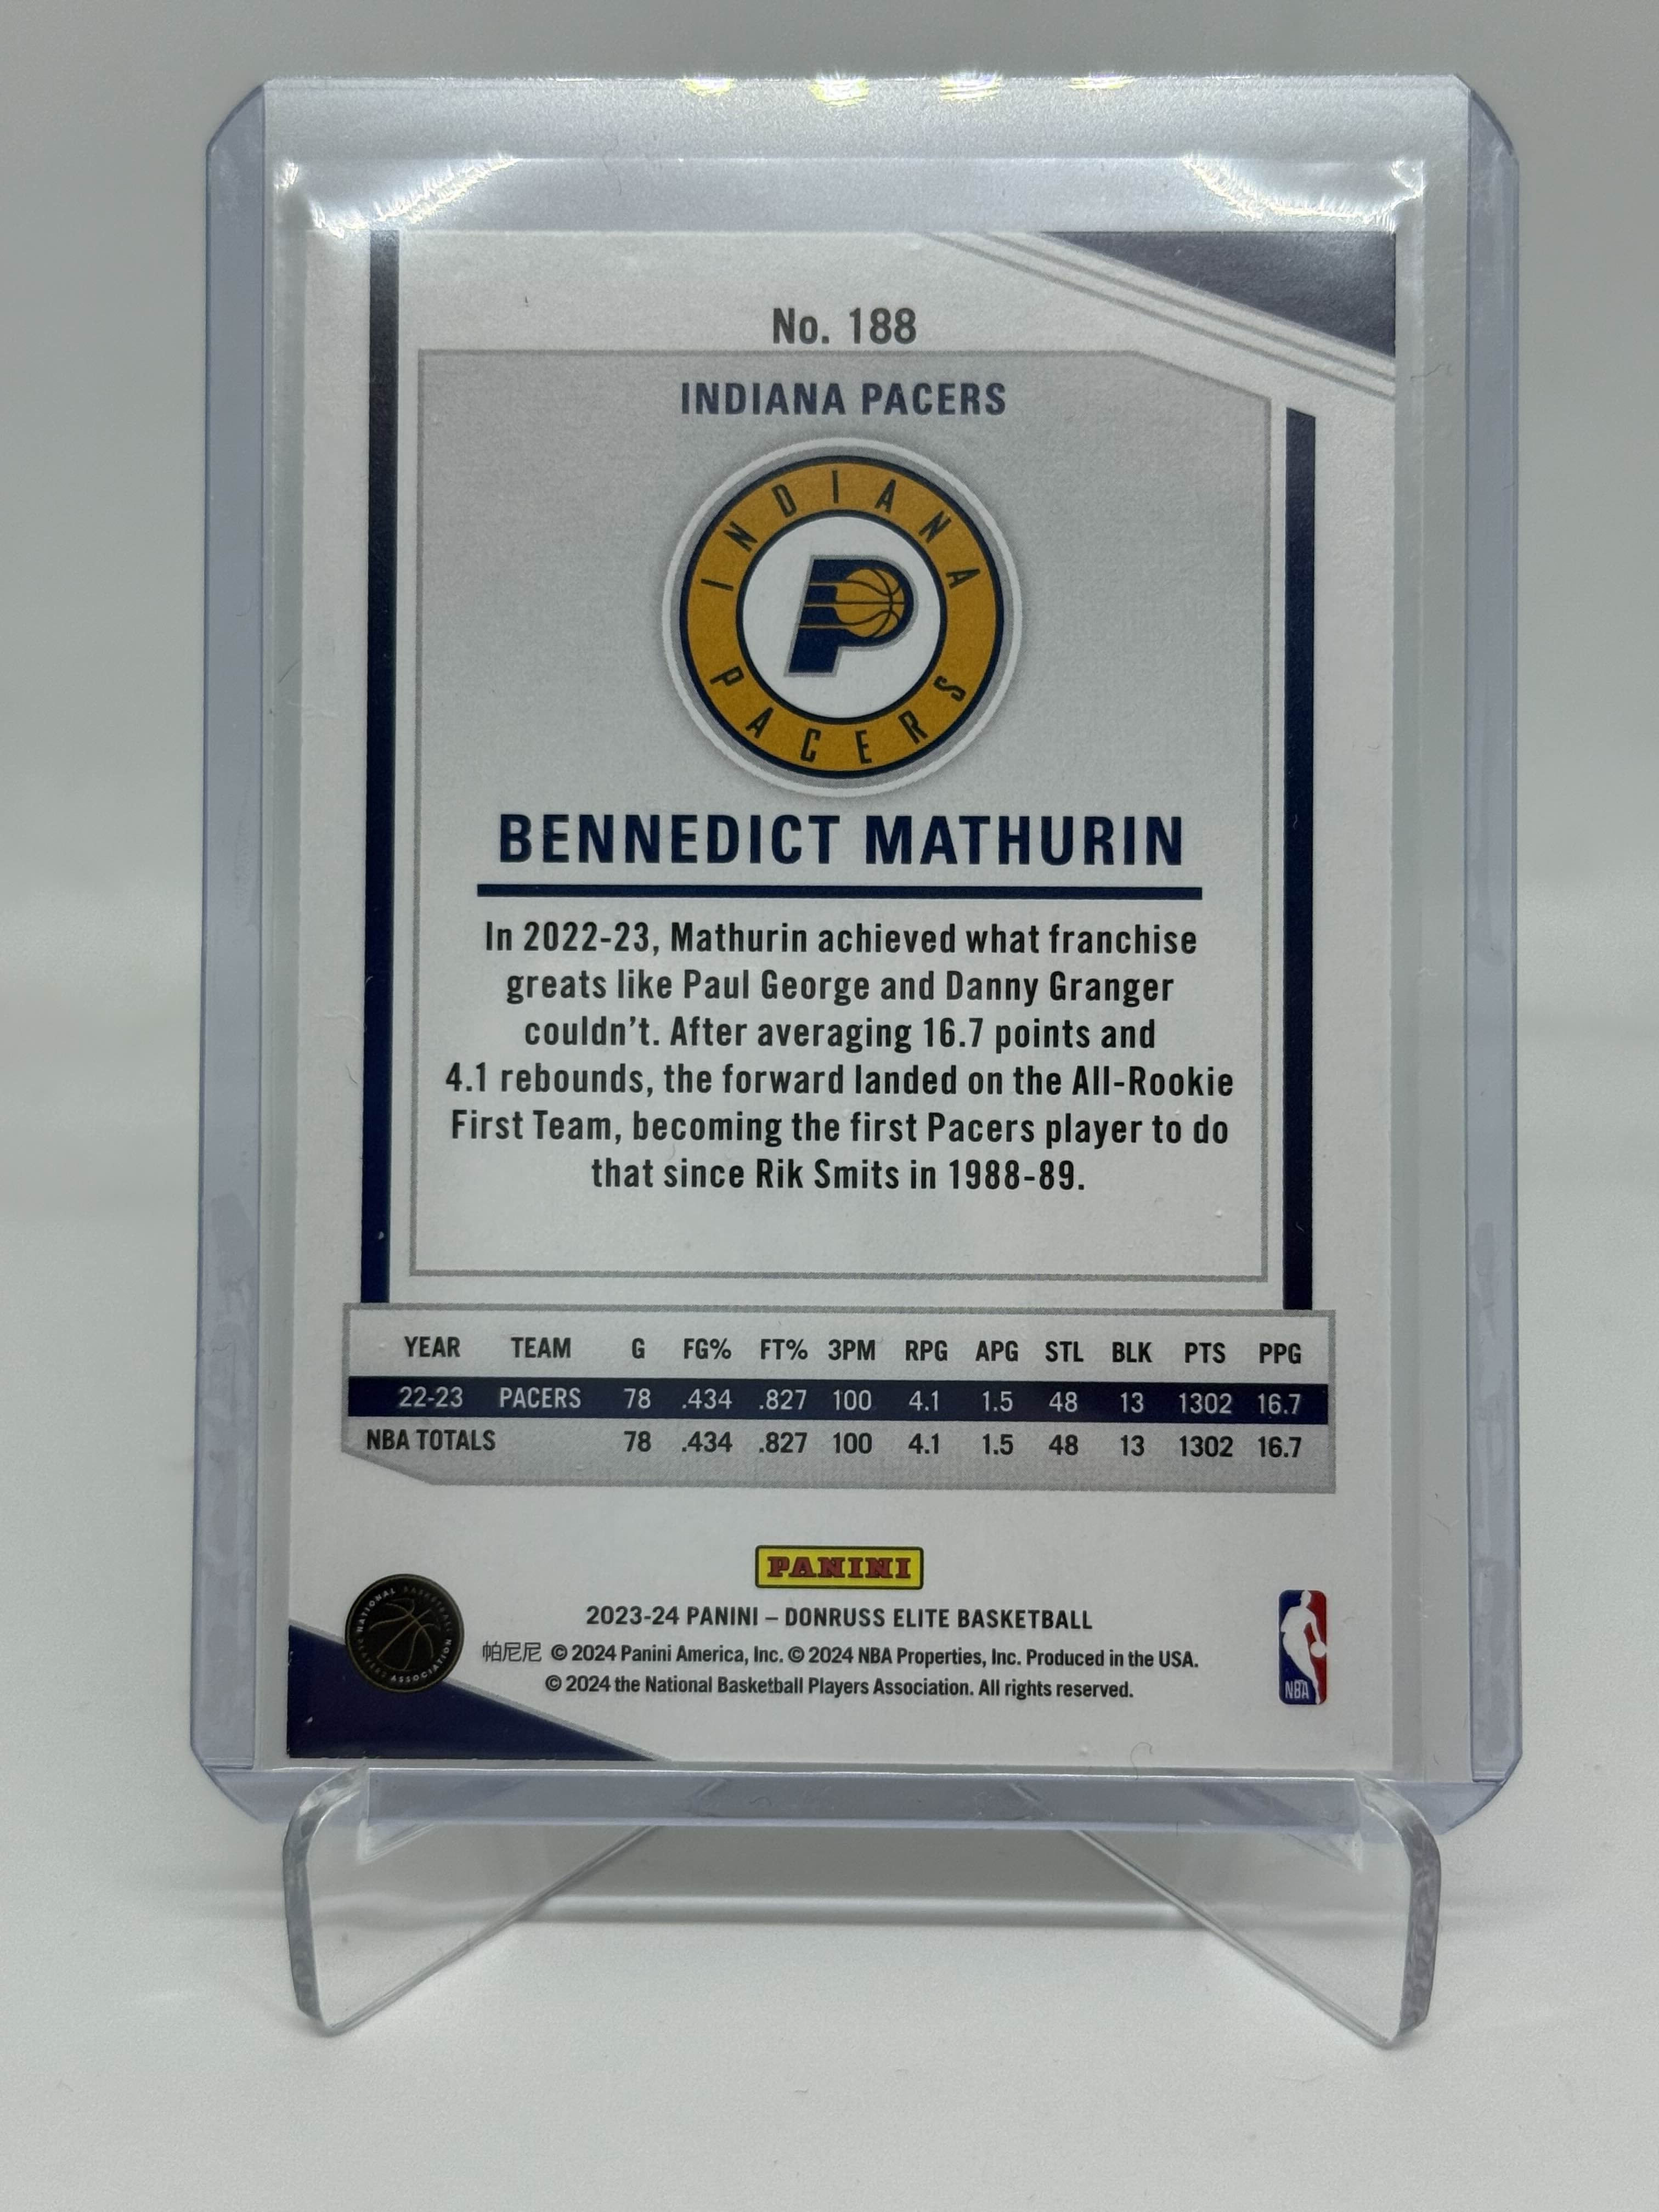 No. 188
INDIANA PACERS
INDIANA
PACERS
BENNEDICT MATHURIN
In 2022-23, Mathurin achieved what franchise
greats like Paul George and Danny Granger
couldn't. After averaging 16.7 points and
4.1 rebounds, the forward landed on the All-Rookie
First Team, becoming the first Pacers player to do
that since Rik Smits in 1988-89.
YEAR TEAM G FG% FT% 3PM RPG APG STL BLK PTS PPG
22-23 PACERS 78 .434 .827 100 4.1 1.5 48 13 1302 16.7
NBA TOTALS 78 .434 .827 100 4.1 1.5 48 13 1302 16.7
PANINI
2023-24 PANINI – DONRUSS ELITE BASKETBALL
帕尼尼 © 2024 Panini America, Inc. © 2024 NBA Properties, Inc. Produced in the USA.
© 2024 the National Basketball Players Association. All rights reserved.
NATIONAL BASKETBALL
PLAYERS ASSOCIATION
NBA